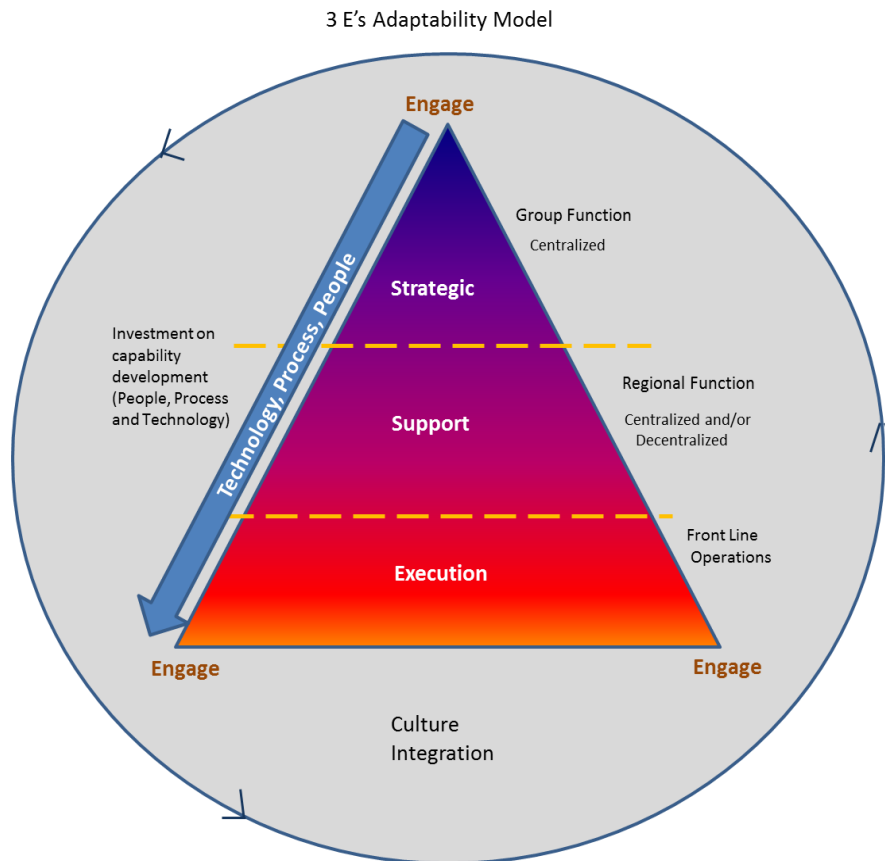 3 E’s Adaptability Model
Engage
Group Function
Centralized
Strategic
Technology, Process, People
Investment on
capability
development
(People, Process
and Technology)
Regional Function
Centralized and/or
Decentralized
Support
Front Line
Operations
Execution
Engage
Engage
Culture
Integration